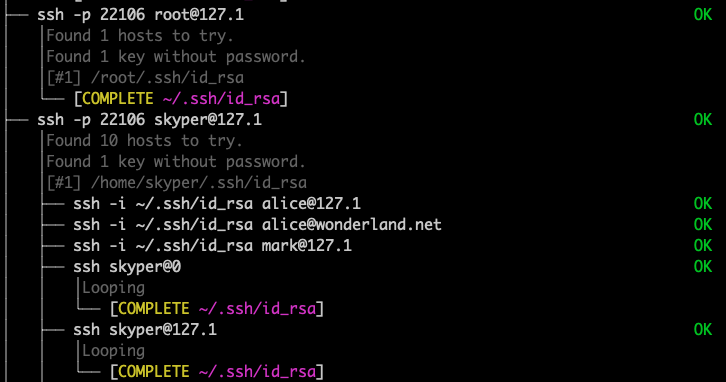 ssh -p 22106 root@127.1 OK
Found 1 hosts to try.
Found 1 key without password.
[#1] /root/.ssh/id_rsa
[COMPLETE ~/.ssh/id_rsa]
ssh -p 22106 skyper@127.1 OK
Found 10 hosts to try.
Found 1 key without password.
[#1] /home/skyper/.ssh/id_rsa
ssh -i ~/.ssh/id_rsa alice@127.1 OK
ssh -i ~/.ssh/id_rsa alice@wonderland.net OK
ssh -i ~/.ssh/id_rsa mark@127.1 OK
ssh skyper@0 OK
Looping
[COMPLETE ~/.ssh/id_rsa]
ssh skyper@127.1 OK
Looping
[COMPLETE ~/.ssh/id_rsa]